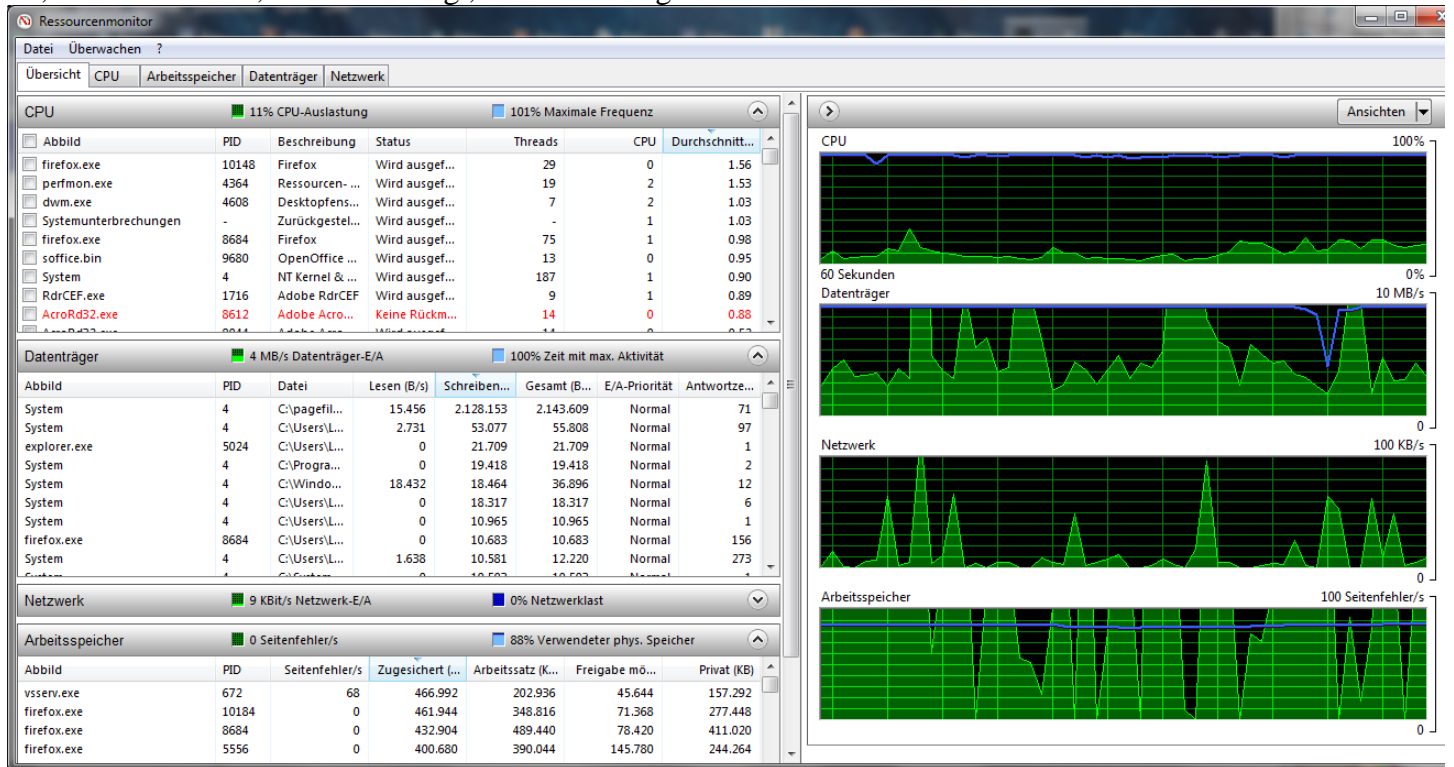 Ressourcenmonitor
Datei Überwachen ?
Übersicht CPU Arbeitsspeicher Datenträger Netzwerk
CPU 11% CPU-Auslastung 101% Maximale Frequenz
Abbild PID Beschreibung Status Threads CPU Durchschnitt...
firefox.exe 10148 Firefox Wird ausgef... 29 0 1.56
perfmon.exe 4364 Ressourcen- ... Wird ausgef... 19 2 1.53
dwm.exe 4608 Desktopfens... Wird ausgef... 7 2 1.03
Systemunterbrechungen - Zurückgestel... Wird ausgef... - 1 1.03
firefox.exe 8684 Firefox Wird ausgef... 75 1 0.98
soffice.bin 9680 OpenOffice ... Wird ausgef... 13 0 0.95
System 4 NT Kernel & ... Wird ausgef... 187 1 0.90
RdrCEF.exe 1716 Adobe RdrCEF Wird ausgef... 9 1 0.89
AcroRd32.exe 8612 Adobe Acro... Keine Rückm... 14 0 0.88
Datenträger 4 MB/s Datenträger-E/A 100% Zeit mit max. Aktivität
Abbild PID Datei Lesen (B/s) Schreiben... Gesamt (B... E/A-Priorität Antwortze...
System 4 C:\pagefil... 15.456 2.128.153 2.143.609 Normal 71
System 4 C:\Users\L... 2.731 53.077 55.808 Normal 97
explorer.exe 5024 C:\Users\L... 0 21.709 21.709 Normal 1
System 4 C:\Progra... 0 19.418 19.418 Normal 2
System 4 C:\Windo... 18.432 18.464 36.896 Normal 12
System 4 C:\Users\L... 0 18.317 18.317 Normal 6
System 4 C:\Users\L... 0 10.965 10.965 Normal 1
firefox.exe 8684 C:\Users\L... 0 10.683 10.683 Normal 156
System 4 C:\Users\L... 1.638 10.581 12.220 Normal 273
Netzwerk 9 KBit/s Netzwerk-E/A 0% Netzwerklast
Arbeitsspeicher 0 Seitenfehler/s 88% Verwendeter phys. Speicher
Abbild PID Seitenfehler/s Zugesichert (... Arbeitssatz (K... Freigabe mö... Privat (KB)
vsserv.exe 672 68 466.992 202.936 45.644 157.292
firefox.exe 10184 0 461.944 348.816 71.368 277.448
firefox.exe 8684 0 432.904 489.440 78.420 411.020
firefox.exe 5556 0 400.680 390.044 145.780 244.264
Ansichten
CPU 100%
60 Sekunden 0%
Datenträger 10 MB/s
0
Netzwerk 100 KB/s
0
Arbeitsspeicher 100 Seitenfehler/s
0